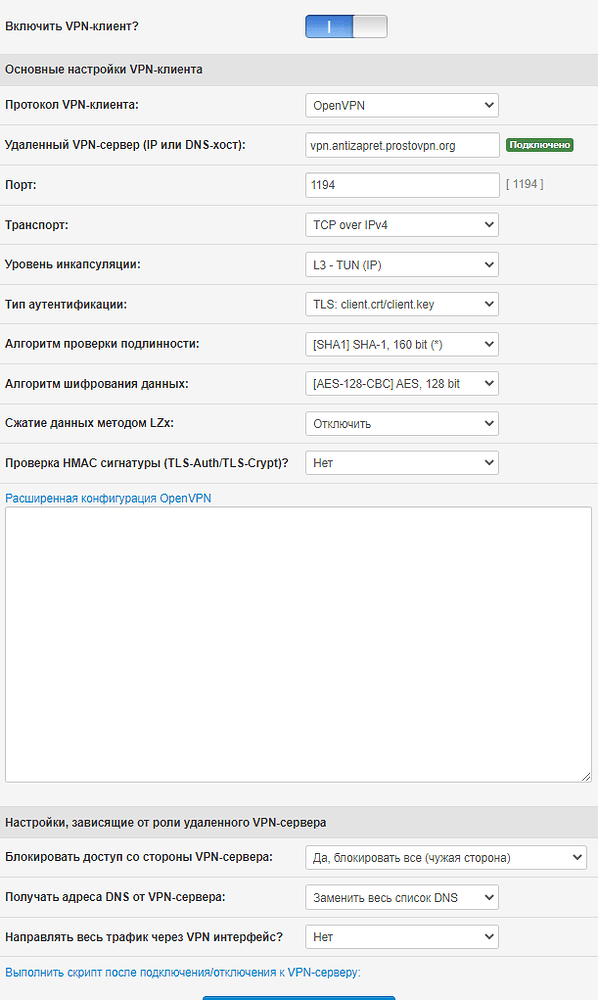 Включить VPN-клиент?
Основные настройки VPN-клиента
Протокол VPN-клиента: OpenVPN
Удаленный VPN-сервер (IP или DNS-хост): vpn.antizapret.prostovpn.org Подключено
Порт: 1194 [ 1194 ]
Транспорт: TCP over IPv4
Уровень инкапсуляции: L3 - TUN (IP)
Тип аутентификации: TLS: client.crt/client.key
Алгоритм проверки подлинности: [SHA1] SHA-1, 160 bit (*)
Алгоритм шифрования данных: [AES-128-CBC] AES, 128 bit
Сжатие данных методом LZx: Отключить
Проверка HMAC сигнатуры (TLS-Auth/TLS-Crypt)? Нет
Расширенная конфигурация OpenVPN
Настройки, зависящие от роли удаленного VPN-сервера
Блокировать доступ со стороны VPN-сервера: Да, блокировать все (чужая сторона)
Получать адреса DNS от VPN-сервера: Заменить весь список DNS
Направлять весь трафик через VPN интерфейс? Нет
Выполнить скрипт после подключения/отключения к VPN-серверу: